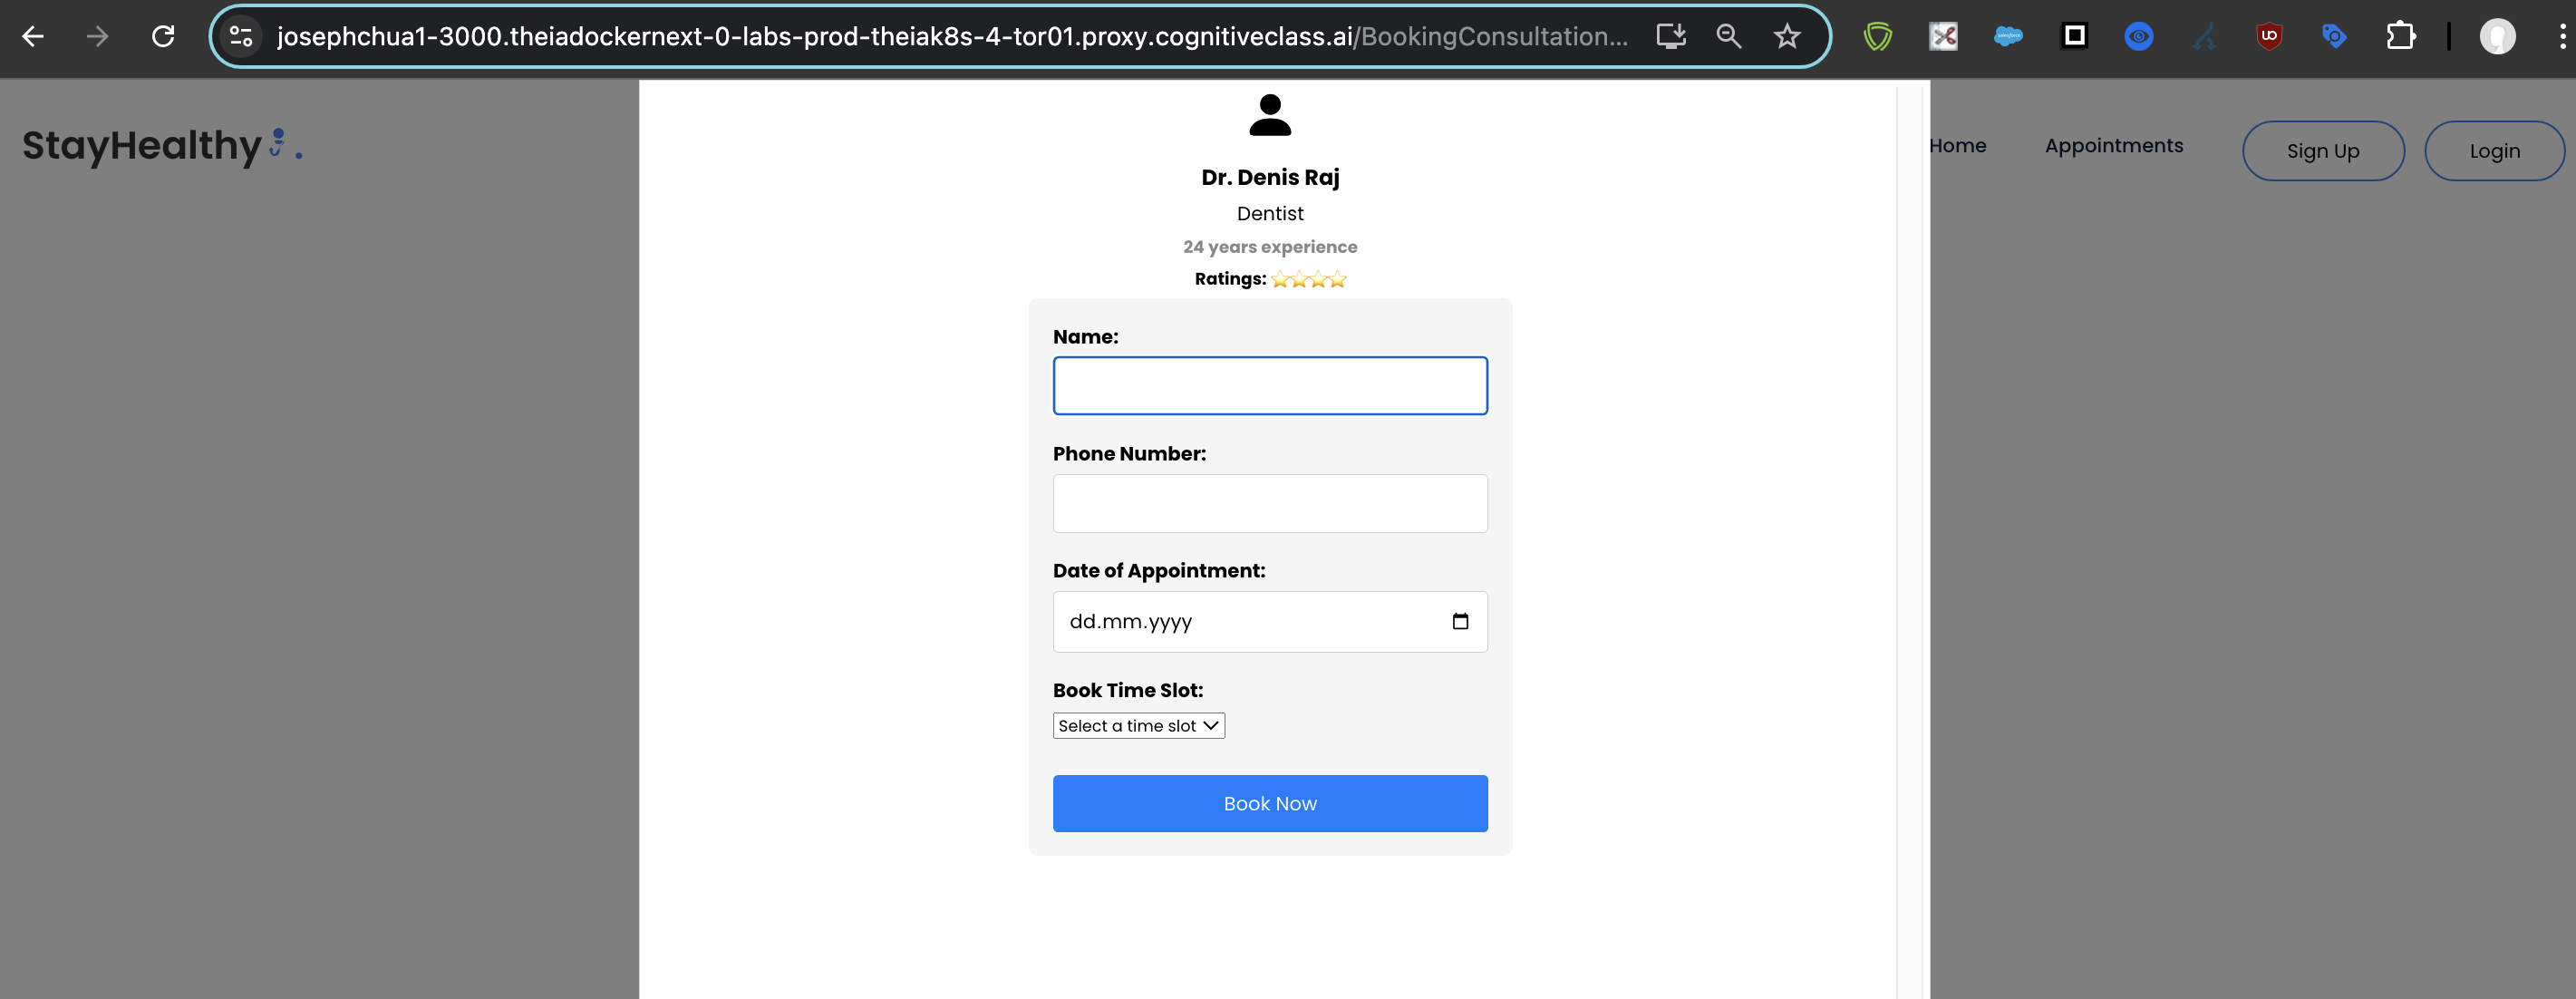 josephchua1-3000.theiadockernext-0-labs-prod-theiak8s-4-tor01.proxy.cognitiveclass.ai/BookingConsultation...
StayHealthy.
Home
Appointments
Sign Up
Login
Dr. Denis Raj
Dentist
24 years experience
Ratings: ⭐⭐⭐⭐
Name:
Phone Number:
Date of Appointment:
dd.mm.yyyy
Book Time Slot:
Select a time slot
Book Now